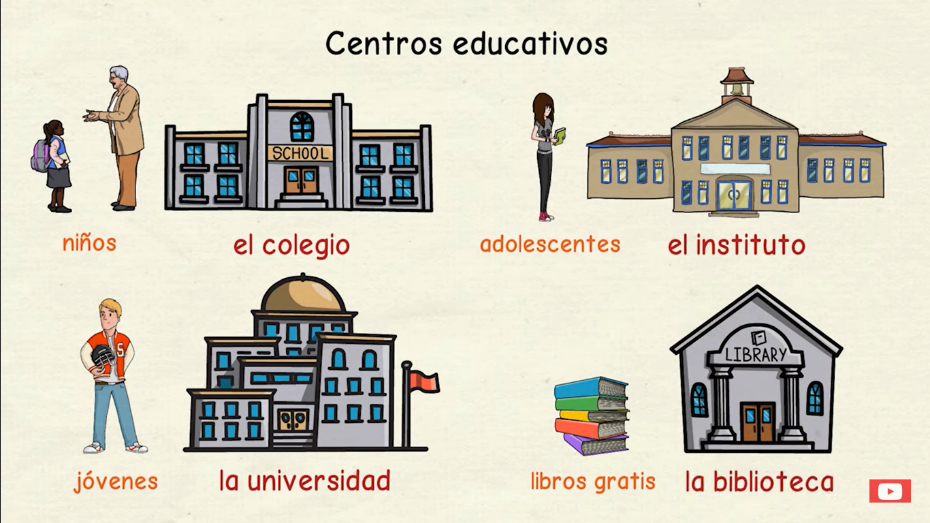 Centros educativos
SCHOOL
niños
el colegio
adolescentes
el instituto
S
LIBRARY
jóvenes
la universidad
libros gratis
la biblioteca